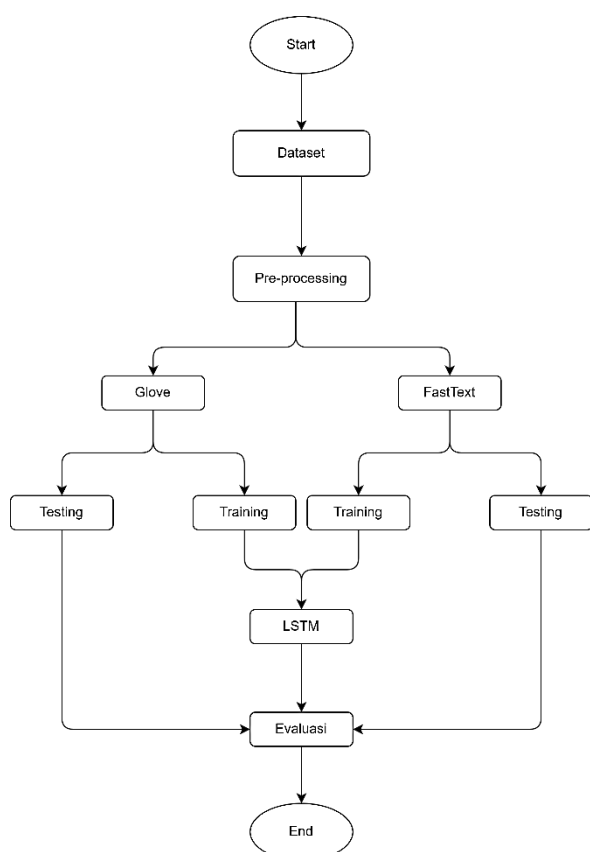 Start
Dataset
Pre-processing
Glove
FastText
Testing
Training
Training
Testing
LSTM
Evaluasi
End